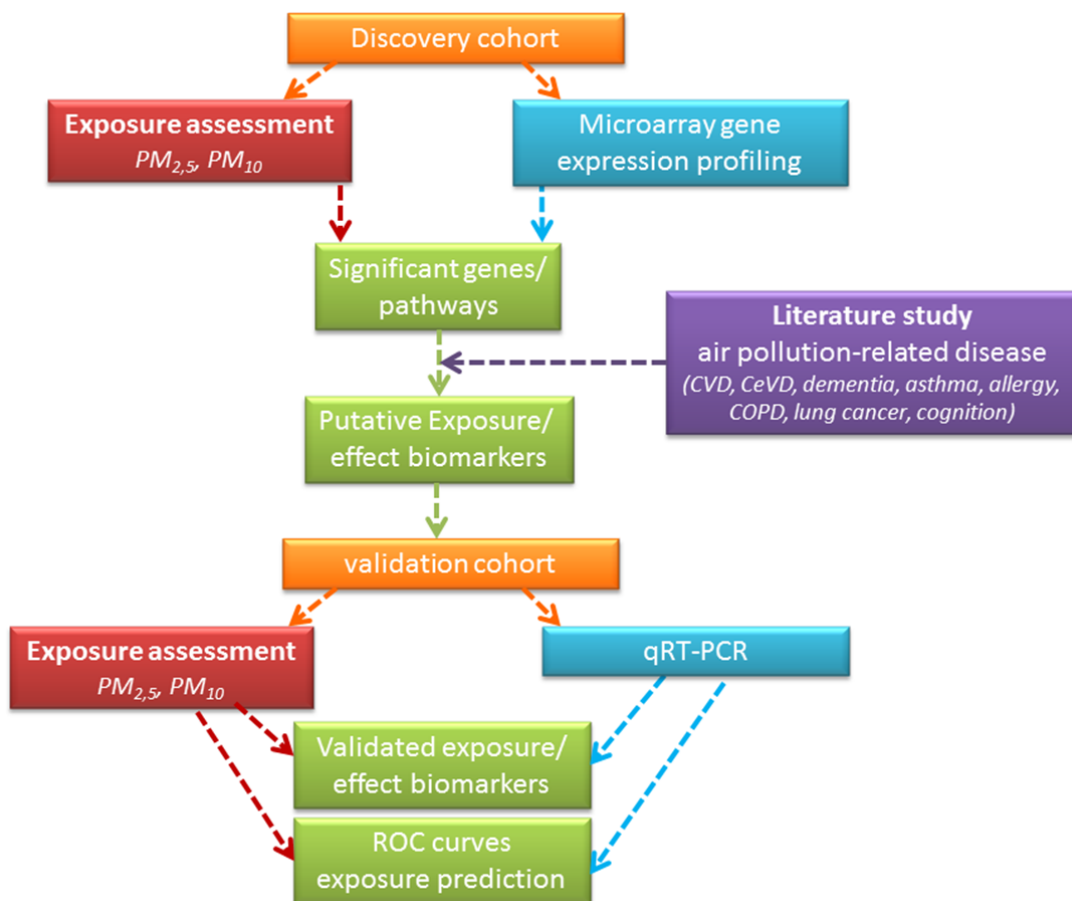 Discovery cohort
Exposure assessment
PM2,5, PM10
Microarray gene
expression profiling
Significant genes/
pathways
Literature study
air pollution-related disease
(CVD, CeVD, dementia, asthma, allergy,
COPD, lung cancer, cognition)
Putative Exposure/
effect biomarkers
validation cohort
Exposure assessment
PM2,5, PM10
qRT-PCR
Validated exposure/
effect biomarkers
ROC curves
exposure prediction